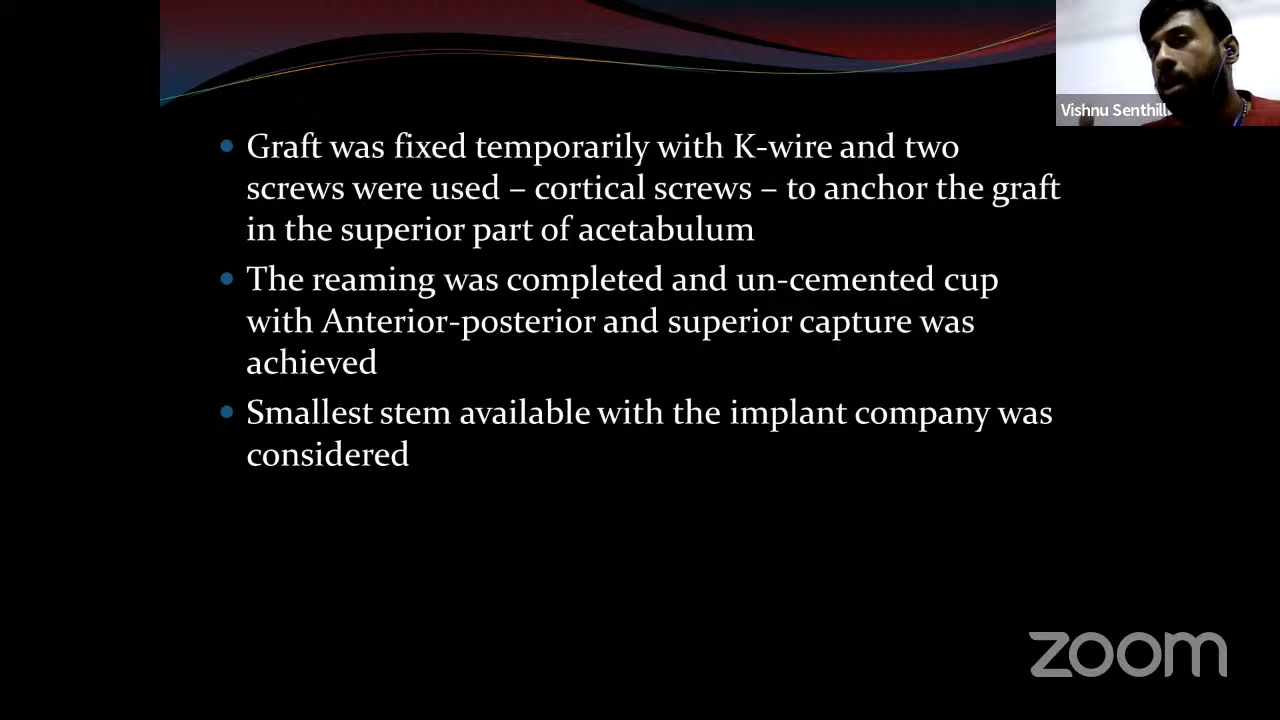 Vishnu Senthill
• Graft was fixed temporarily with K-wire and two
screws were used – cortical screws – to anchor the graft
in the superior part of acetabulum
• The reaming was completed and un-cemented cup
with Anterior-posterior and superior capture was
achieved
• Smallest stem available with the implant company was
considered
zoom